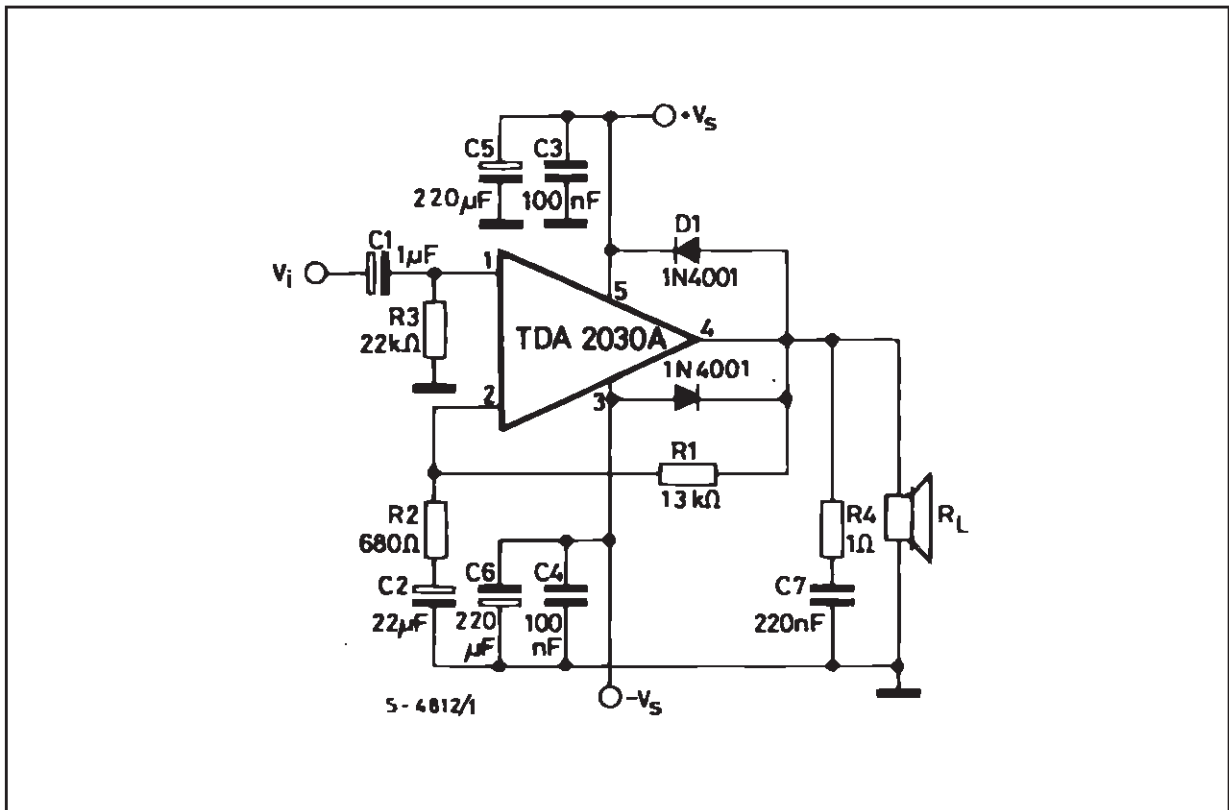 +Vs
C5
C3
220µF
100nF
D1
1N4001
C1
1µF
Vi
1
5
R3
22kΩ
TDA 2030A
4
1N4001
2
3
R1
13kΩ
R2
680Ω
R4
1Ω
RL
C2
22µF
C6
220
µF
C4
100
nF
C7
220nF
S-4812/1
-Vs